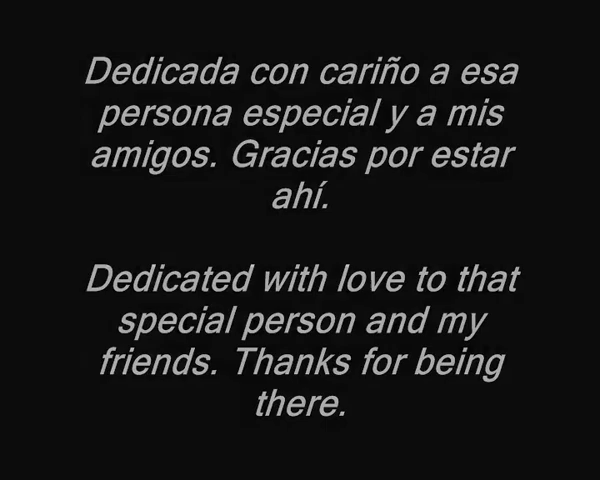 Dedicada con cariño a esa
persona especial y a mis
amigos. Gracias por estar
ahí.
Dedicated with love to that
special person and my
friends. Thanks for being
there.